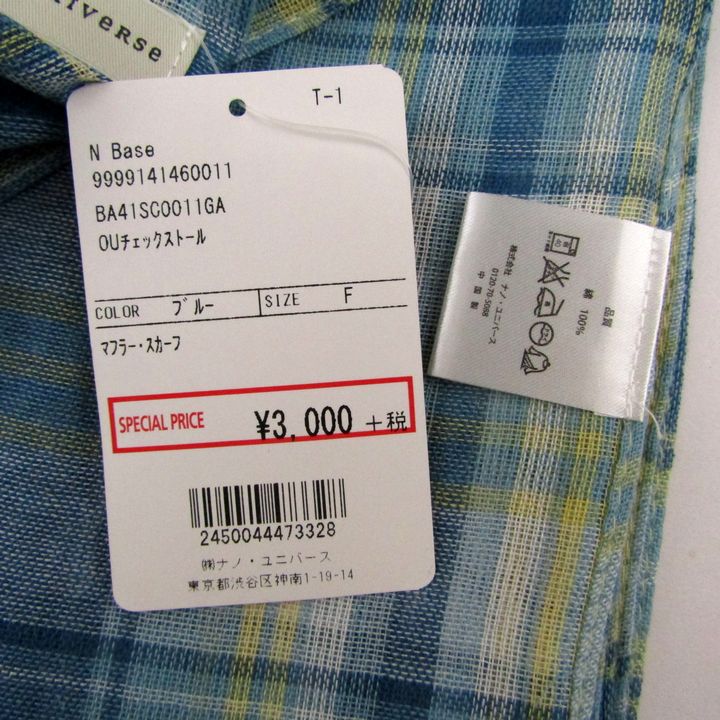 iverse
T-1
N Base
9999141460011
BA41SC0011GA
OUチェックストール
COLOR ブルー SIZE F
マフラー・スカーフ
SPECIAL PRICE ¥3,000 +税
2450044473328
㈱ナノ・ユニバース
東京都渋谷区神南1-19-14
品質
綿 100%
株式会社 ナノ・ユニバース
0120-70-5088
中国製